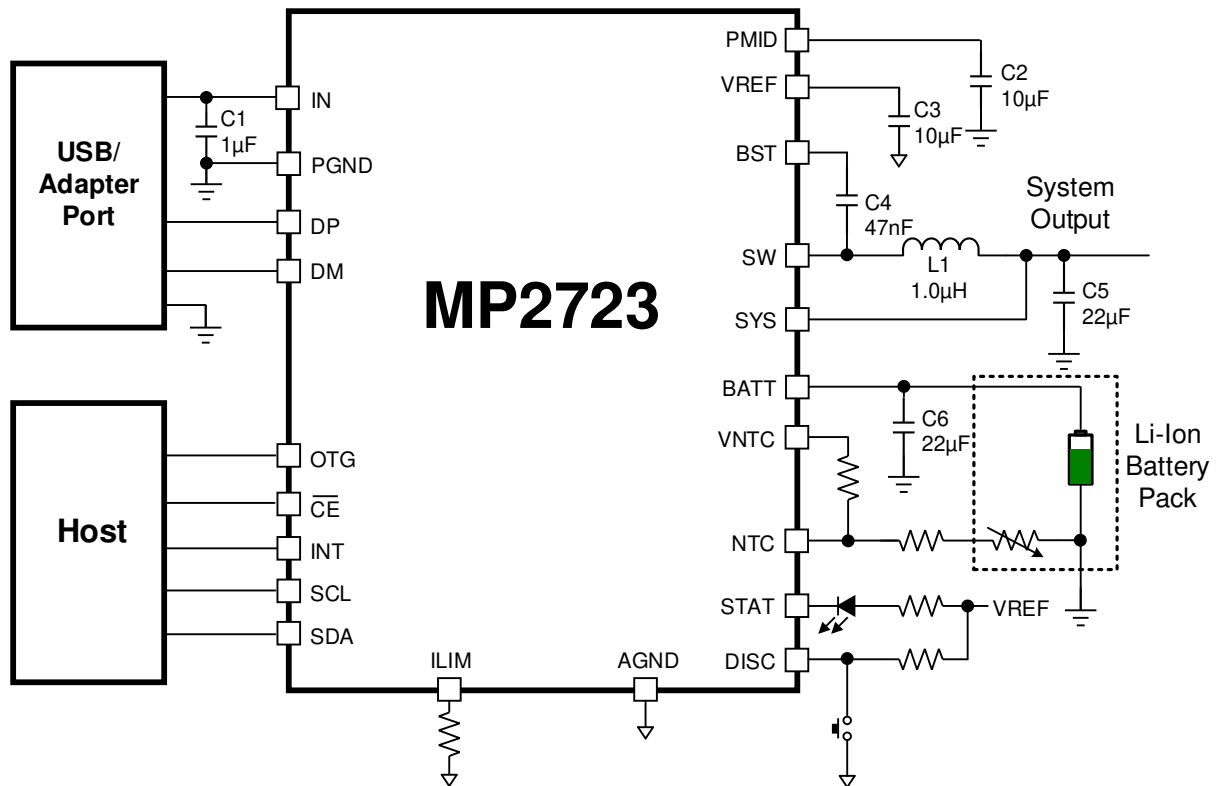 USB/
Adapter
Port
C1
1µF
IN
PGND
DP
DM
Host
OTG
CE
INT
SCL
SDA
MP2723
ILIM
AGND
PMID
VREF
BST
SW
SYS
BATT
VNTC
NTC
STAT
DISC
C2
10µF
C3
10µF
C4
47nF
L1
1.0µH
System
Output
C5
22µF
C6
22µF
Li-Ion
Battery
Pack
VREF